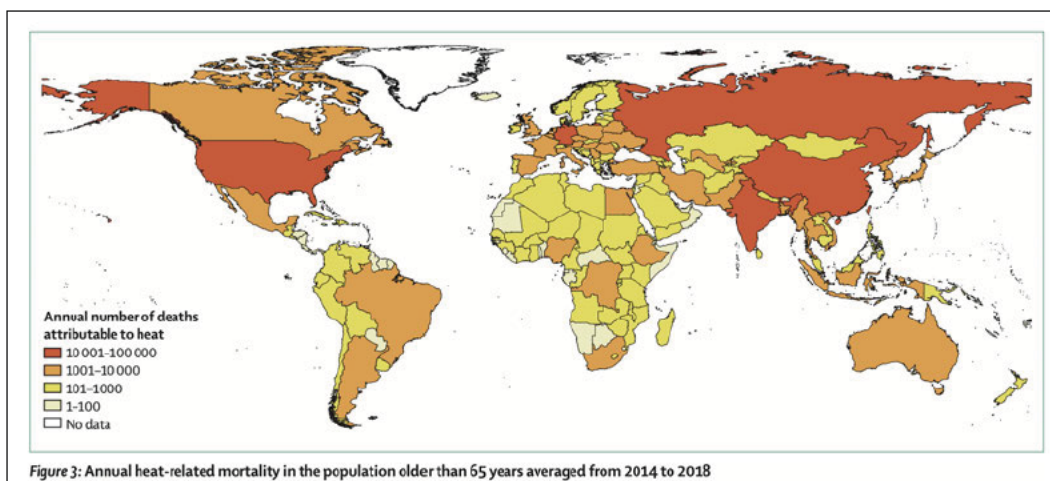 Annual number of deaths
attributable to heat
10 001–100 000
1001–10 000
101–1000
1–100
No data
Figure 3: Annual heat-related mortality in the population older than 65 years averaged from 2014 to 2018